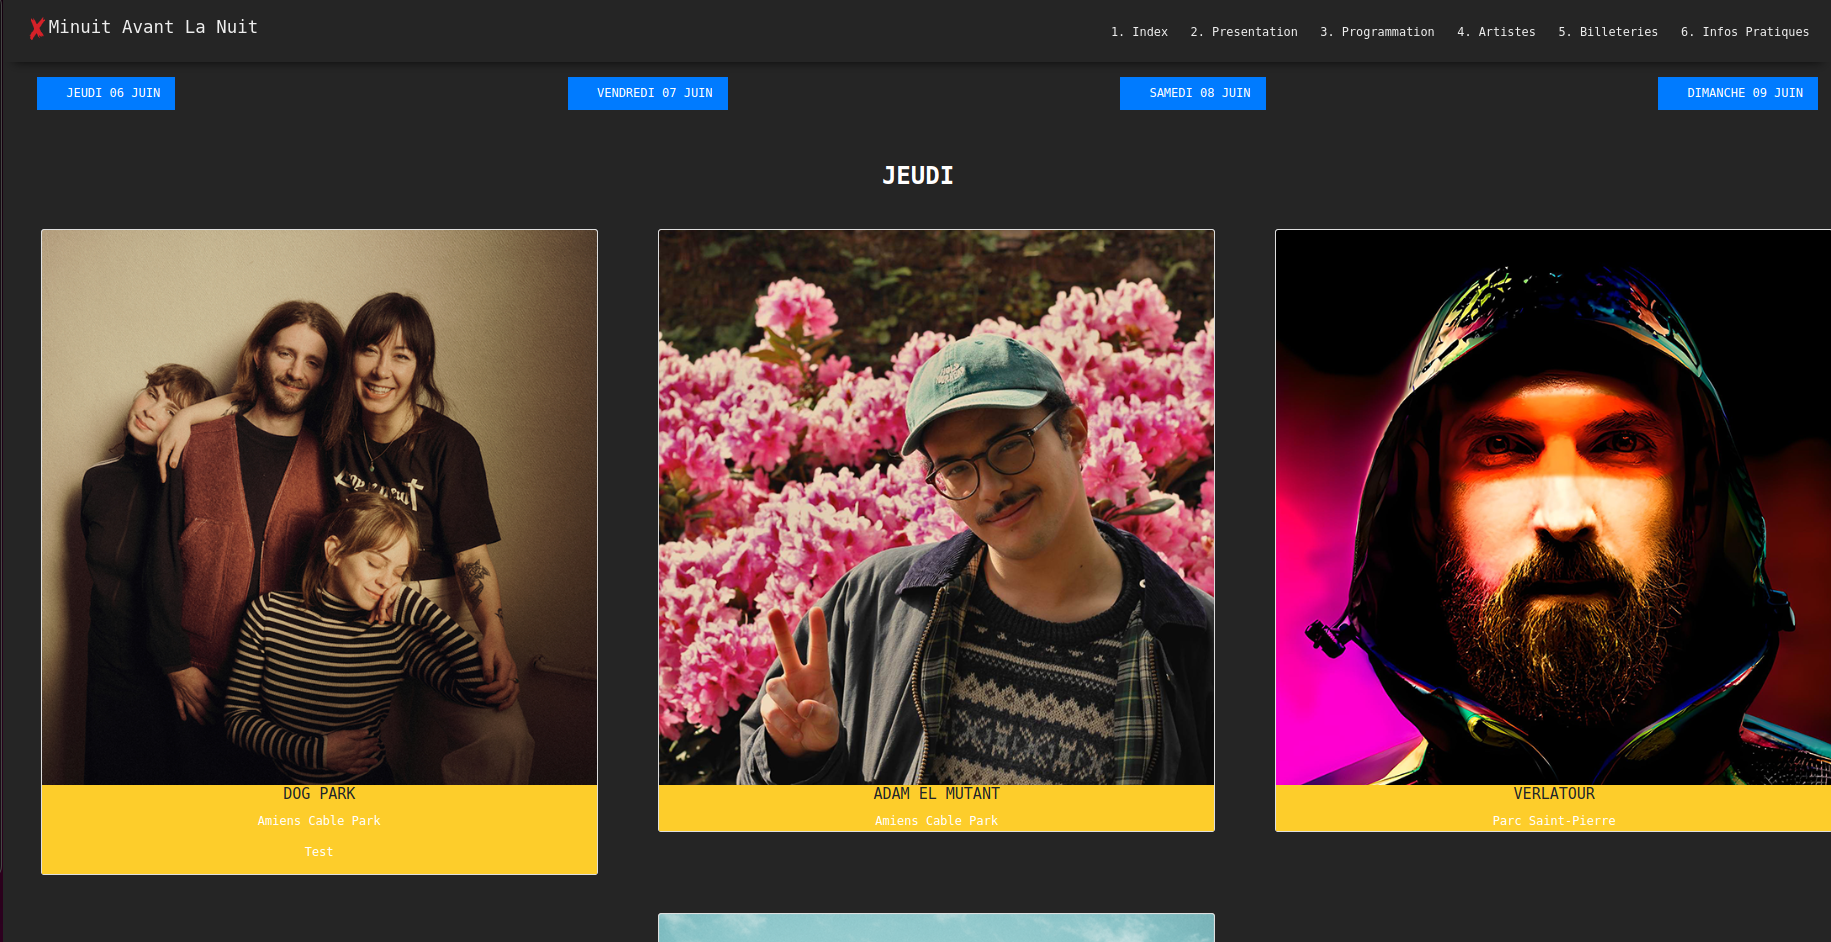 Minuit Avant La Nuit
1. Index 2. Presentation 3. Programmation 4. Artistes 5. Billeteries 6. Infos Pratiques
JEUDI 06 JUIN VENDREDI 07 JUIN SAMEDI 08 JUIN DIMANCHE 09 JUIN
JEUDI
DOG PARK
Amiens Cable Park
Test
ADAM EL MUTANT
Amiens Cable Park
VERLATOUR
Parc Saint-Pierre